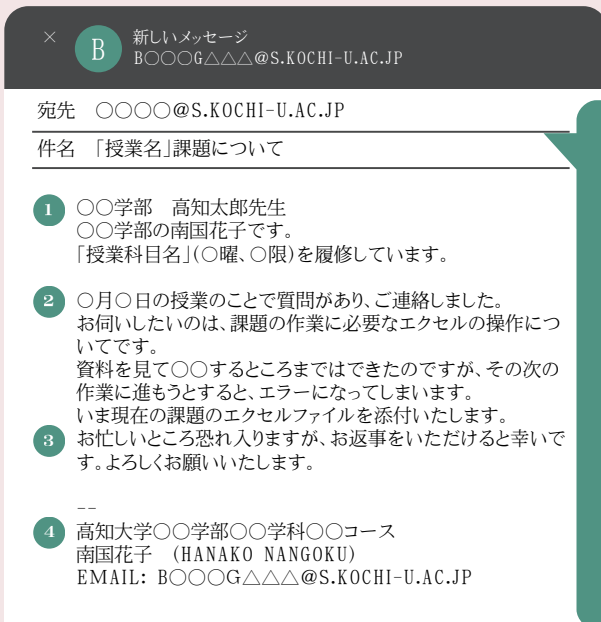 ×
B
新しいメッセージ
B○○○G△△△@S.KOCHI-U.AC.JP
宛先　○○○○@S.KOCHI-U.AC.JP
件名　「授業名」課題について
1 ○○学部　高知太郎先生
○○学部の南国花子です。
「授業科目名」(○曜、○限)を履修しています。
2 ○月○日の授業のことで質問があり、ご連絡しました。
お伺いしたいのは、課題の作業に必要なエクセルの操作につ
いてです。
資料を見て○○するところまではできたのですが、その次の
作業に進もうとすると、エラーになってしまいます。
いま現在の課題のエクセルファイルを添付いたします。
3 お忙しいところ恐れ入りますが、お返事をいただけると幸いで
す。よろしくお願いいたします。
--
4 高知大学○○学部○○学科○○コース
南国花子　(HANAKO NANGOKU)
EMAIL: B○○○G△△△@S.KOCHI-U.AC.JP